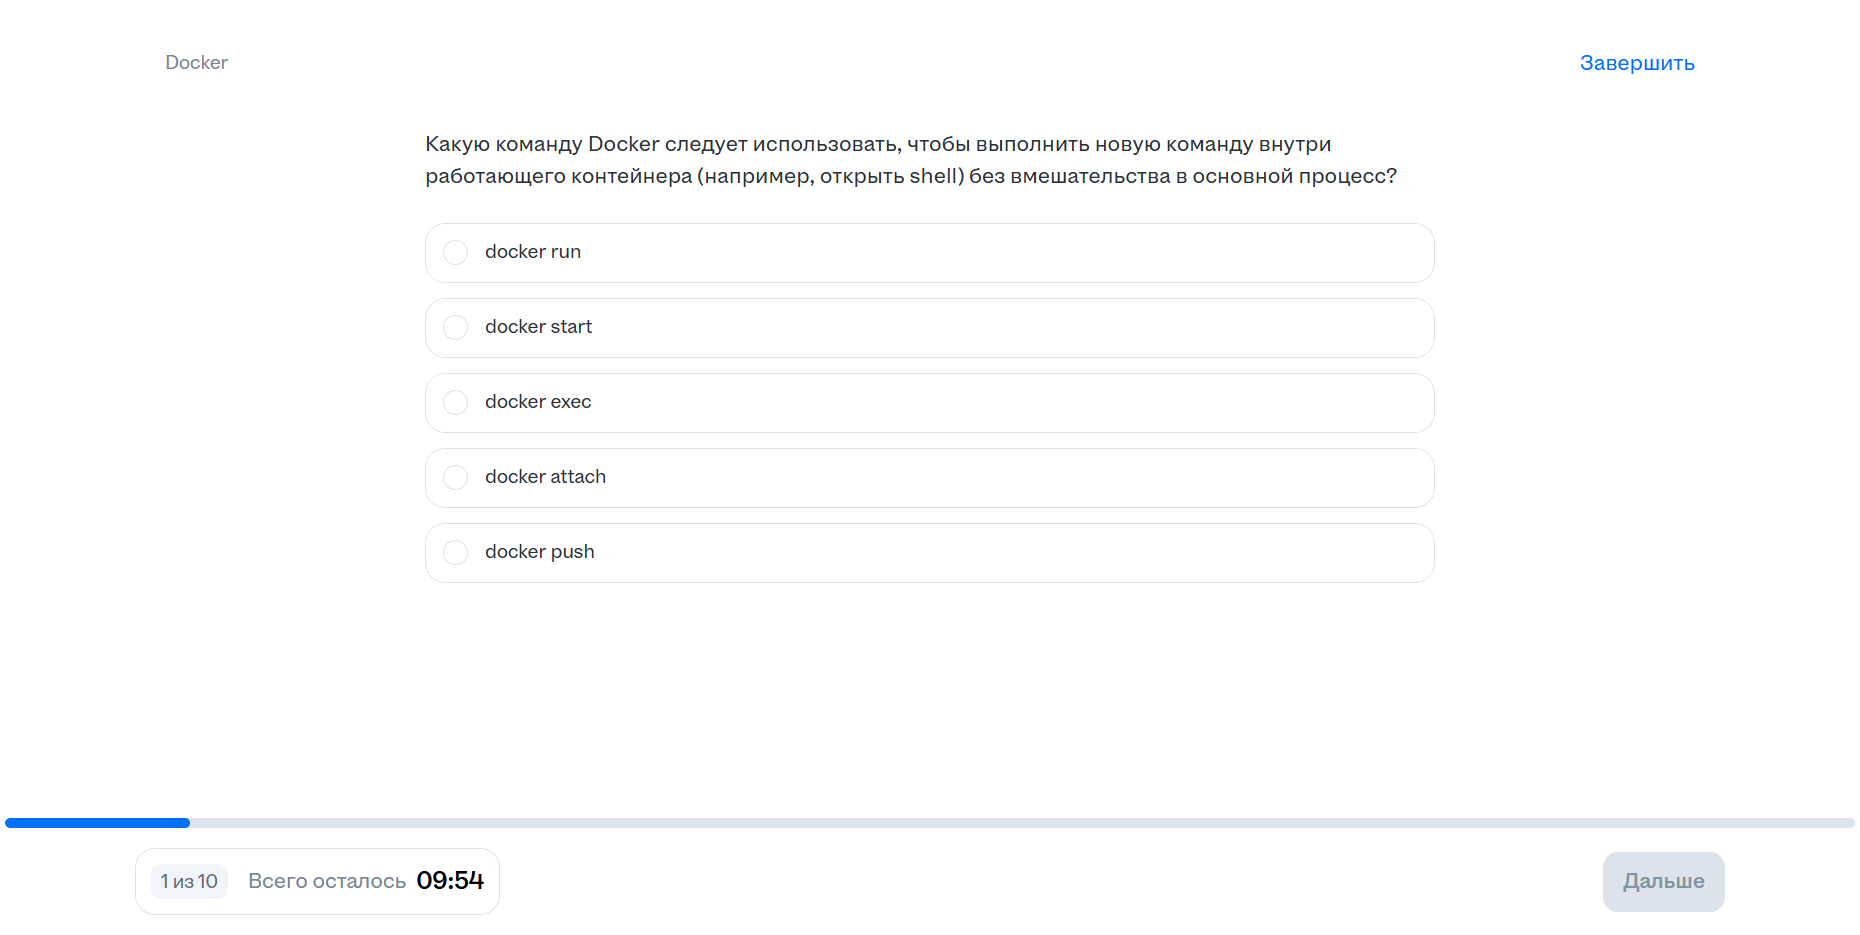 Docker
Завершить
Какую команду Docker следует использовать, чтобы выполнить новую команду внутри
работающего контейнера (например, открыть shell) без вмешательства в основной процесс?
docker run
docker start
docker exec
docker attach
docker push
1 из 10
Всего осталось 09:54
Дальше